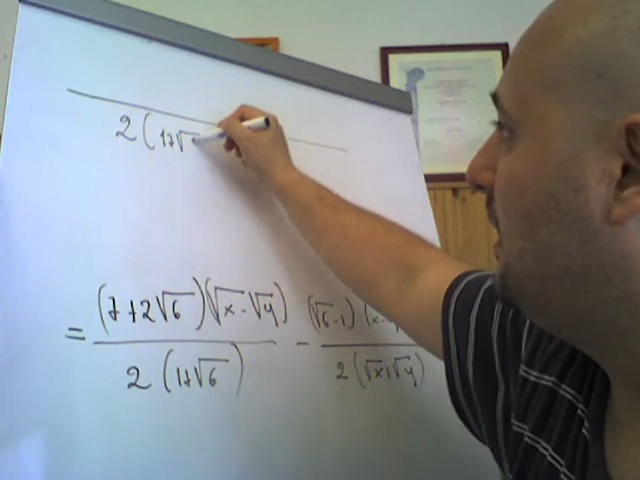 2(1+√
= (7+2√6)(√x-√y) / 2(1+√6) - (√6-1)(x-y / 2(√x+√y)